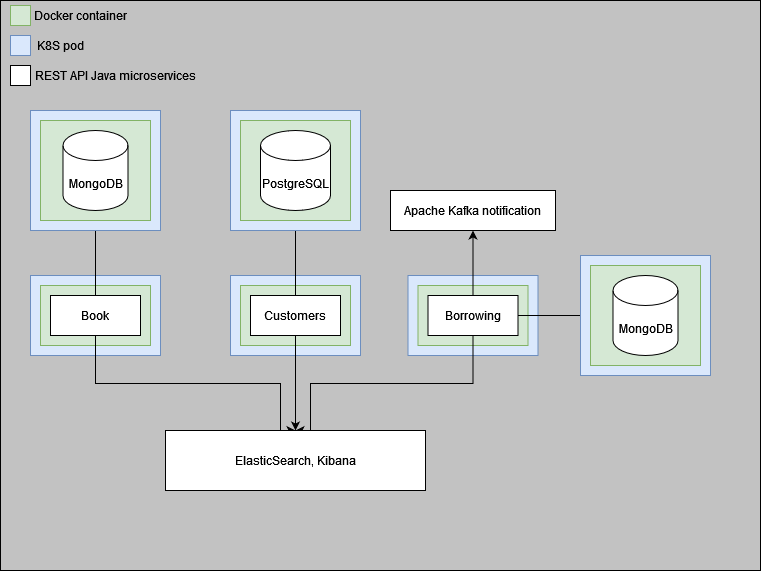 Docker container
K8S pod
REST API Java microservices
MongoDB
PostgreSQL
Apache Kafka notification
Book
Customers
Borrowing
MongoDB
ElasticSearch, Kibana